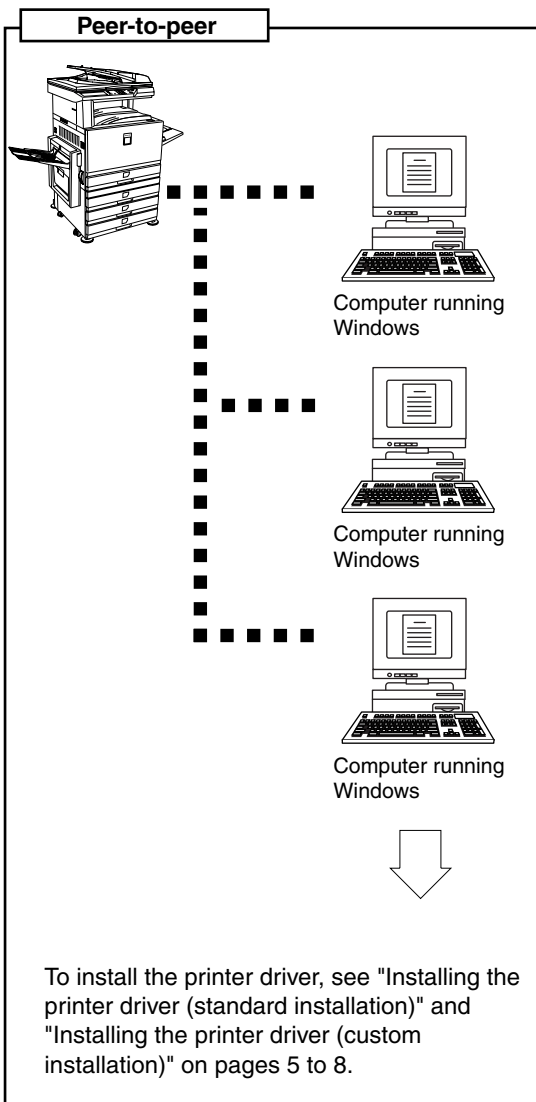 Peer-to-peer
Computer running
Windows
Computer running
Windows
Computer running
Windows
To install the printer driver, see "Installing the
printer driver (standard installation)" and
"Installing the printer driver (custom
installation)" on pages 5 to 8.